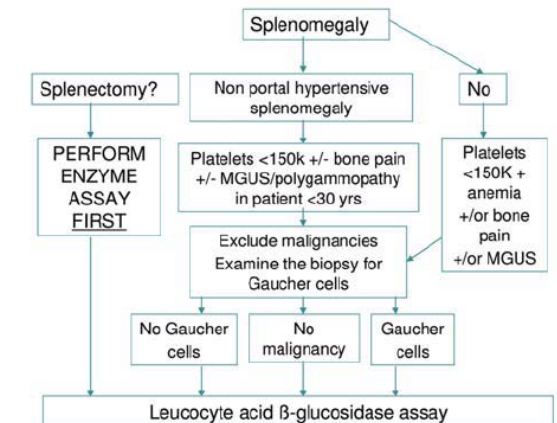 Splenomegaly
Splenectomy?
Non portal hypertensive
splenomegaly
No
PERFORM
ENZYME
ASSAY
FIRST
Platelets <150k +/- bone pain
+/- MGUS/polygammopathy
in patient <30 yrs
Platelets
<150K +
anemia
+/or bone
pain
+/or MGUS
Exclude malignancies
Examine the biopsy for
Gaucher cells
No Gaucher
cells
No
malignancy
Gaucher
cells
Leucocyte acid ß-glucosidase assay